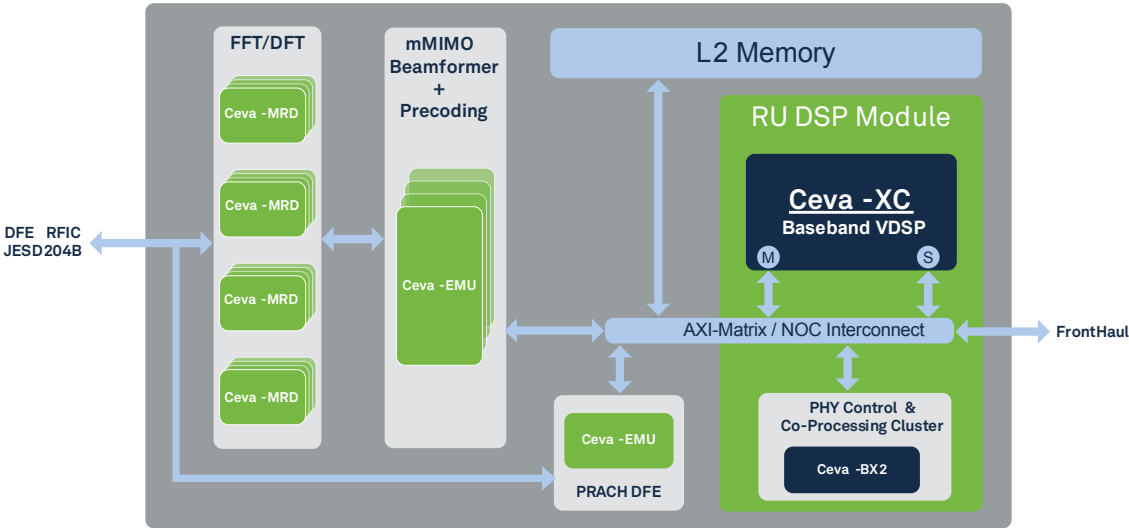 DFE RFIC
JESD204B
FFT/DFT
Ceva -MRD
Ceva -MRD
Ceva -MRD
Ceva -MRD
mMIMO
Beamformer
+
Precoding
Ceva -EMU
L2 Memory
RU DSP Module
Ceva -XC
Baseband VDSP
M
S
AXI-Matrix / NOC Interconnect
FrontHaul
Ceva -EMU
PRACH DFE
PHY Control &
Co-Processing Cluster
Ceva -BX2